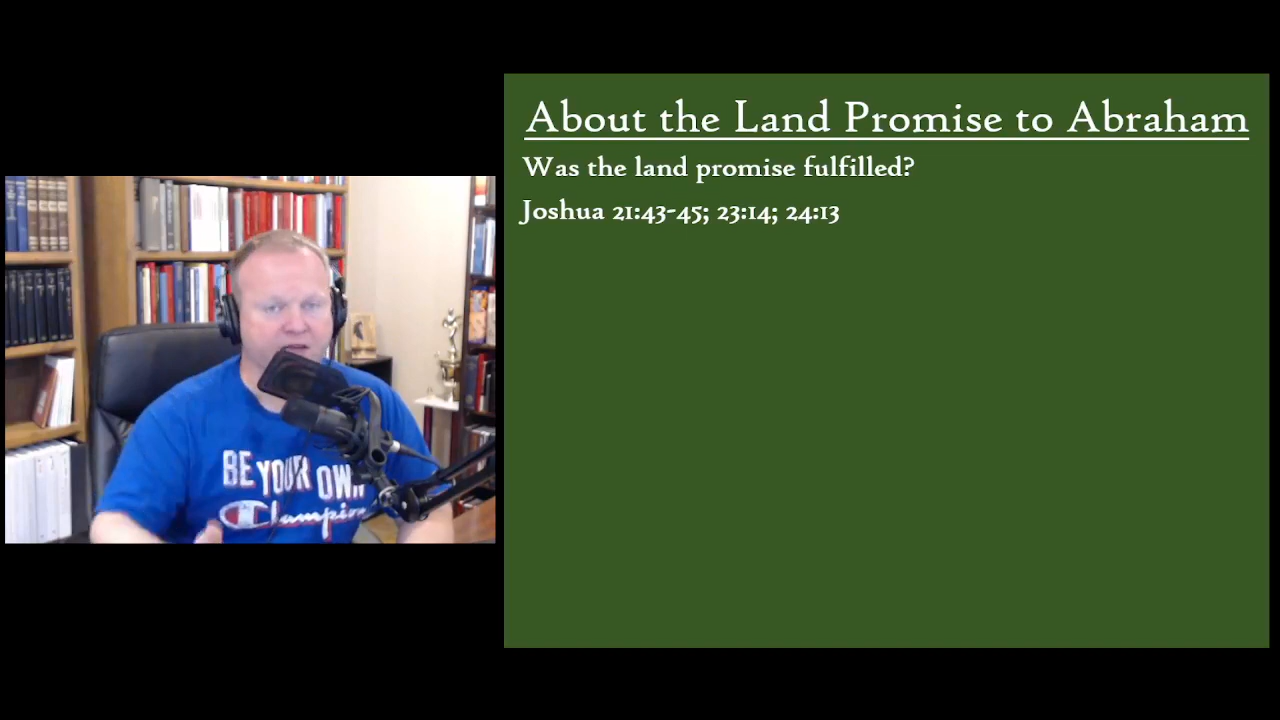 About the Land Promise to Abraham
Was the land promise fulfilled?
Joshua 21:43-45; 23:14; 24:13
BE YOUR OWN
Champion